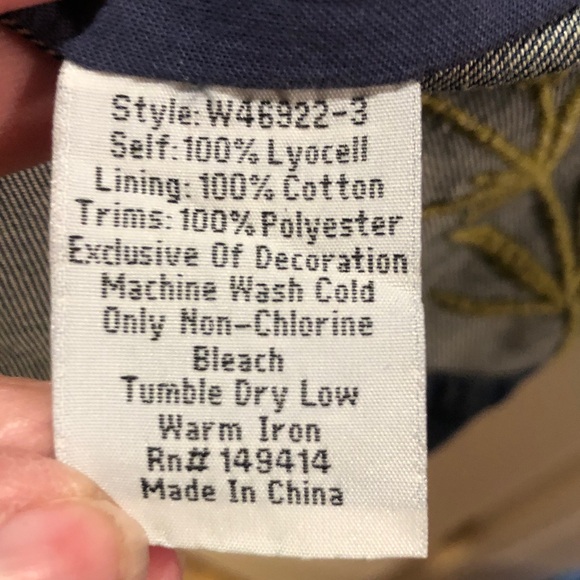 Style: W46922-3
Self: 100% Lyocell
Lining: 100% Cotton
Trims: 100% Polyester
Exclusive Of Decoration
Machine Wash Cold
Only Non-Chlorine
Bleach
Tumble Dry Low
Warm Iron
Rn# 149414
Made In China